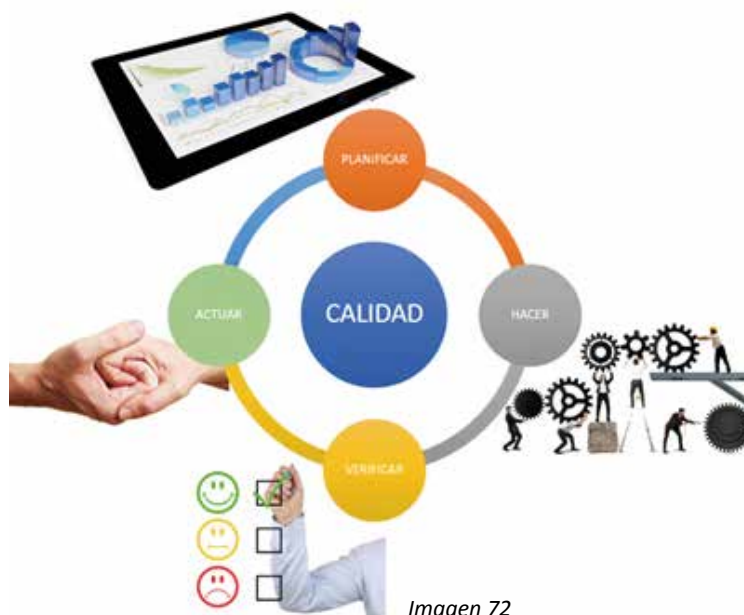 PLANIFICAR
ACTUAR
CALIDAD
HACER
VERIFICAR
Imagen 72